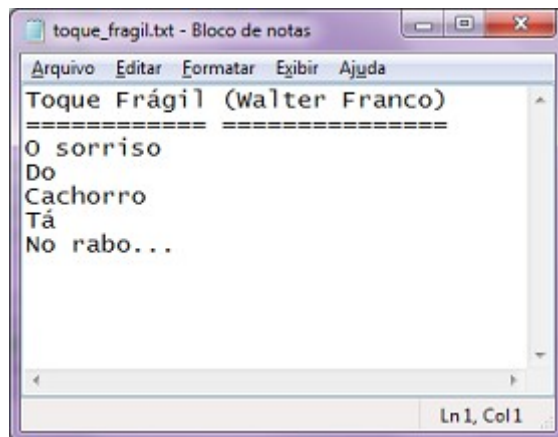 toque_fragil.txt - Bloco de notas
Arquivo Editar Formatar Exibir Ajuda
Toque Frágil (Walter Franco)
============ ===============
O sorriso
Do
Cachorro
Tá
No rabo...
Ln 1, Col 1